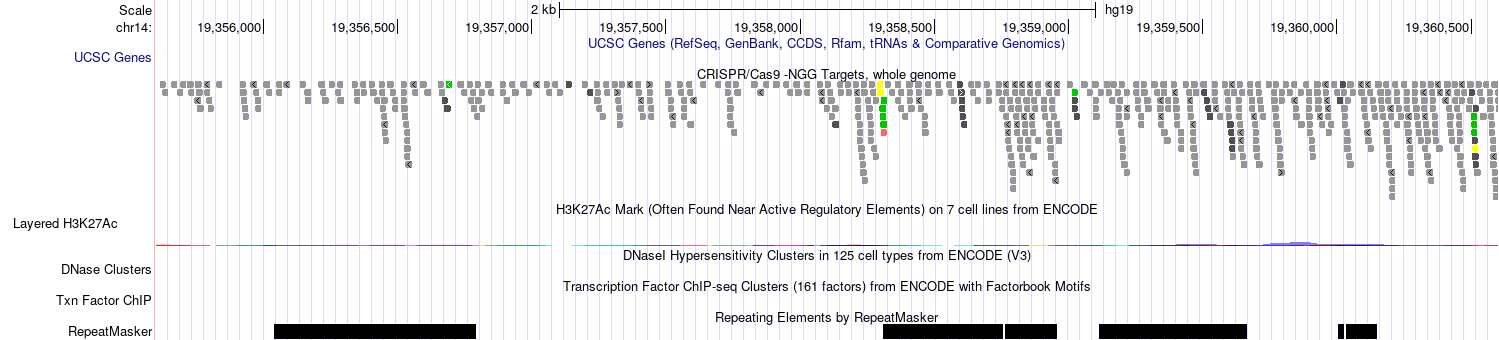 Scale 2 kb hg19
chr14: 19,356,000 19,356,500 19,357,000 19,357,500 19,358,000 19,358,500 19,359,000 19,359,500 19,360,000 19,360,500
UCSC Genes (RefSeq, GenBank, CCDS, Rfam, tRNAs & Comparative Genomics)
UCSC Genes
CRISPR/Cas9 -NGG Targets, whole genome
H3K27Ac Mark (Often Found Near Active Regulatory Elements) on 7 cell lines from ENCODE
Layered H3K27Ac
DNaseI Hypersensitivity Clusters in 125 cell types from ENCODE (V3)
DNase Clusters
Transcription Factor ChIP-seq Clusters (161 factors) from ENCODE with Factorbook Motifs
Txn Factor ChIP
Repeating Elements by RepeatMasker
RepeatMasker